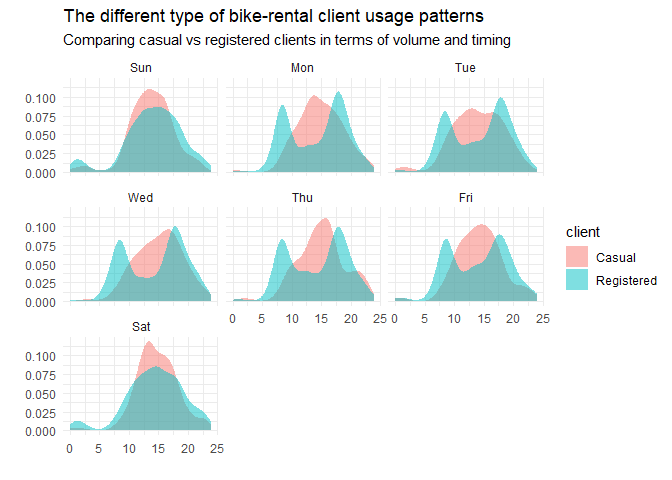 The different type of bike-rental client usage patterns
Comparing casual vs registered clients in terms of volume and timing
Sun Mon Tue
0.100
0.075
0.050
0.025
0.000
Wed Thu Fri
0.100
0.075
0.050
0.025
0.000
0 5 10 15 20 25 0 5 10 15 20 25
client
Casual
Registered
Sat
0.100
0.075
0.050
0.025
0.000
0 5 10 15 20 25